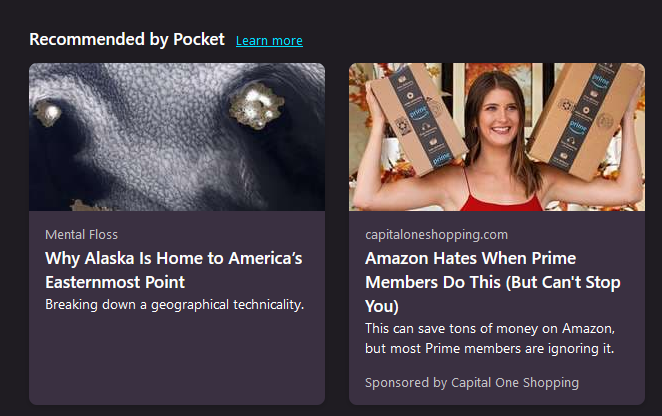 Recommended by Pocket Learn more
Mental Floss
Why Alaska Is Home to America’s
Easternmost Point
Breaking down a geographical technicality.
prime
prime
prime
capitaloneshopping.com
Amazon Hates When Prime
Members Do This (But Can't Stop
You)
This can save tons of money on Amazon,
but most Prime members are ignoring it.
Sponsored by Capital One Shopping